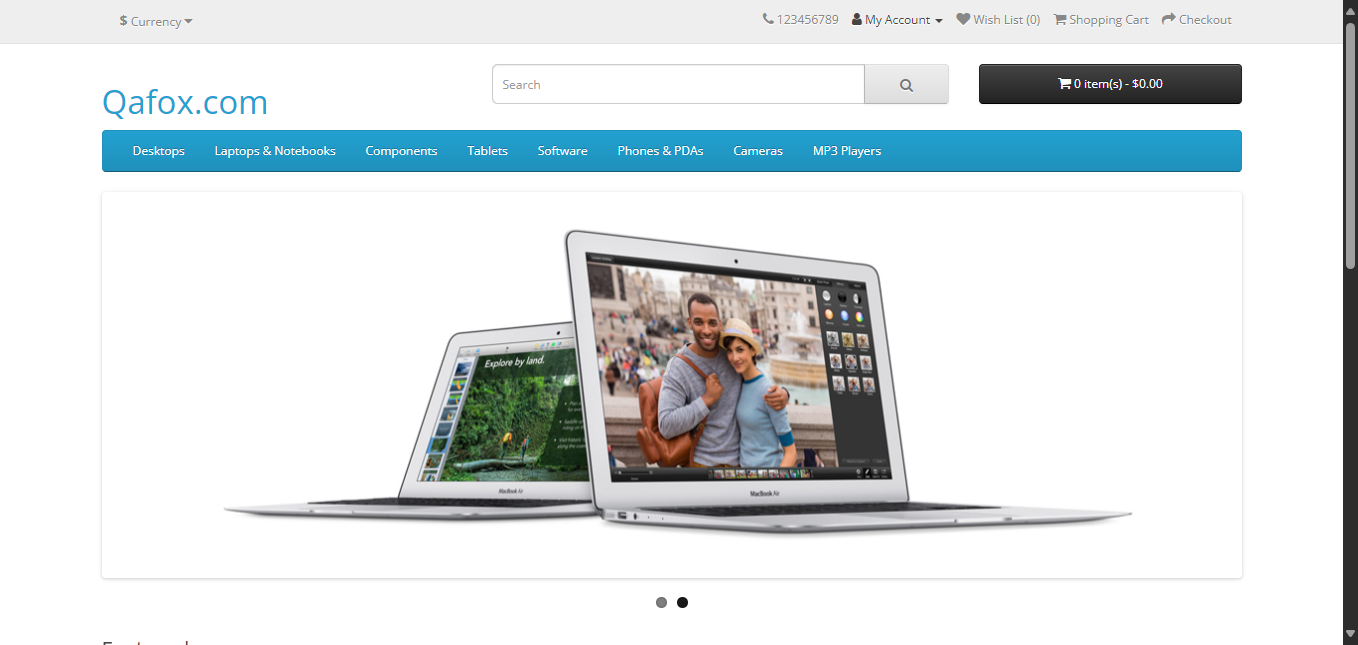 $ Currency
123456789 My Account Wish List (0) Shopping Cart Checkout
Qafox.com
Search
0 item(s) - $0.00
Desktops Laptops & Notebooks Components Tablets Software Phones & PDAs Cameras MP3 Players
Explore by land.
MacBook Air
MacBook Air